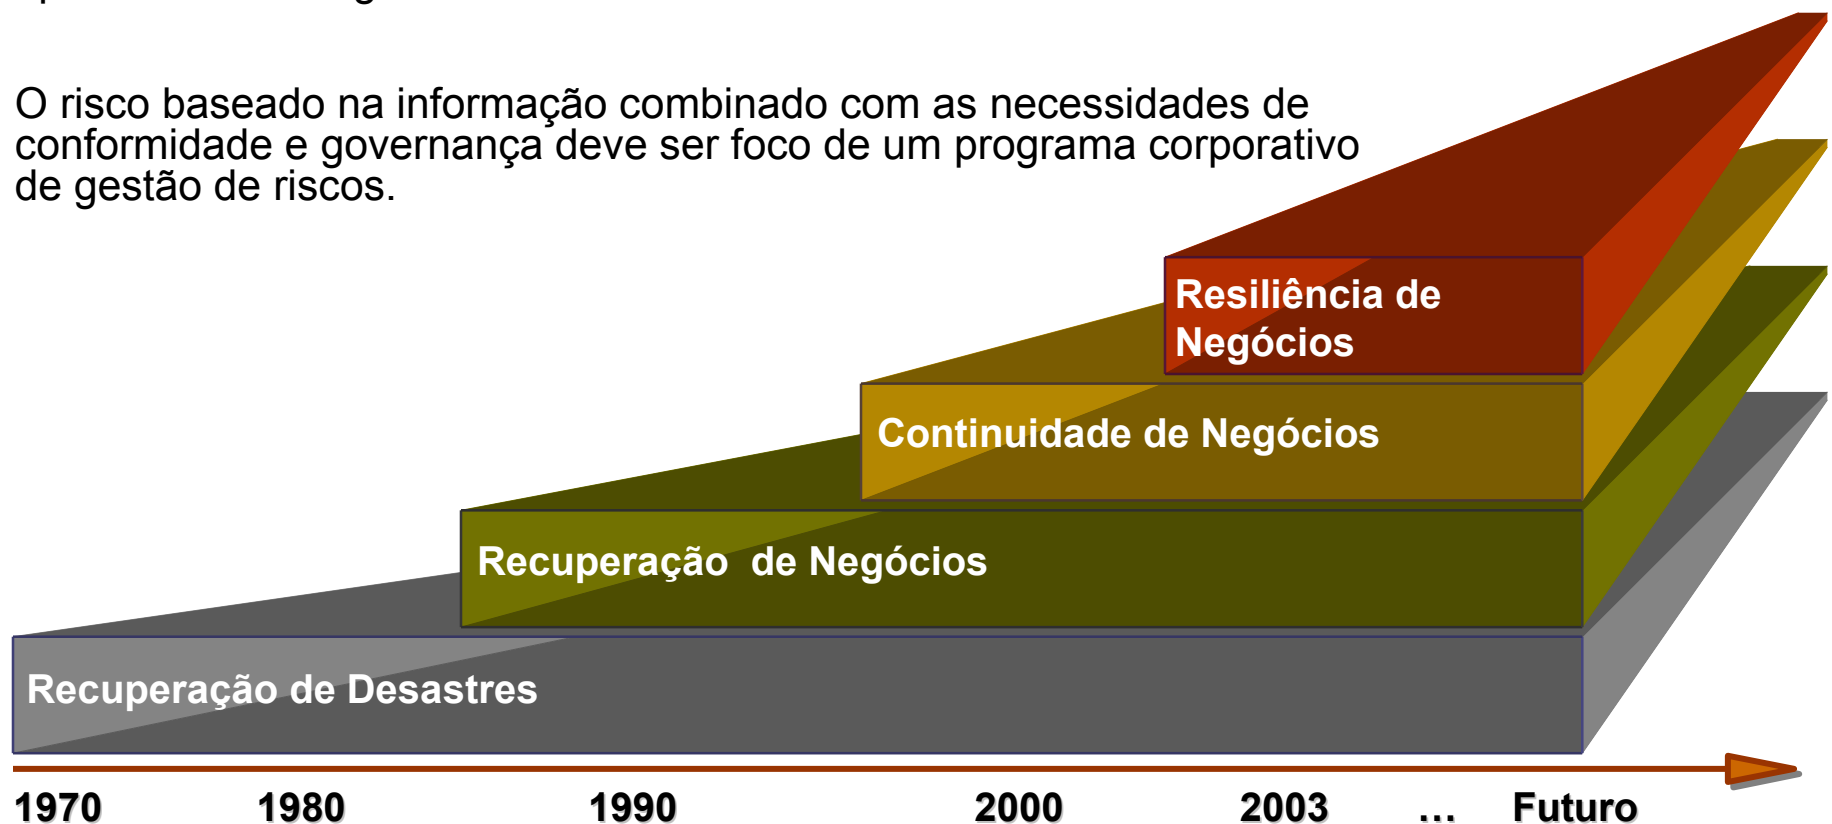 O risco baseado na informação combinado com as necessidades de
conformidade e governança deve ser foco de um programa corporativo
de gestão de riscos.
Resiliência de
Negócios
Continuidade de Negócios
Recuperação de Negócios
Recuperação de Desastres
1970 1980 1990 2000 2003 ... Futuro